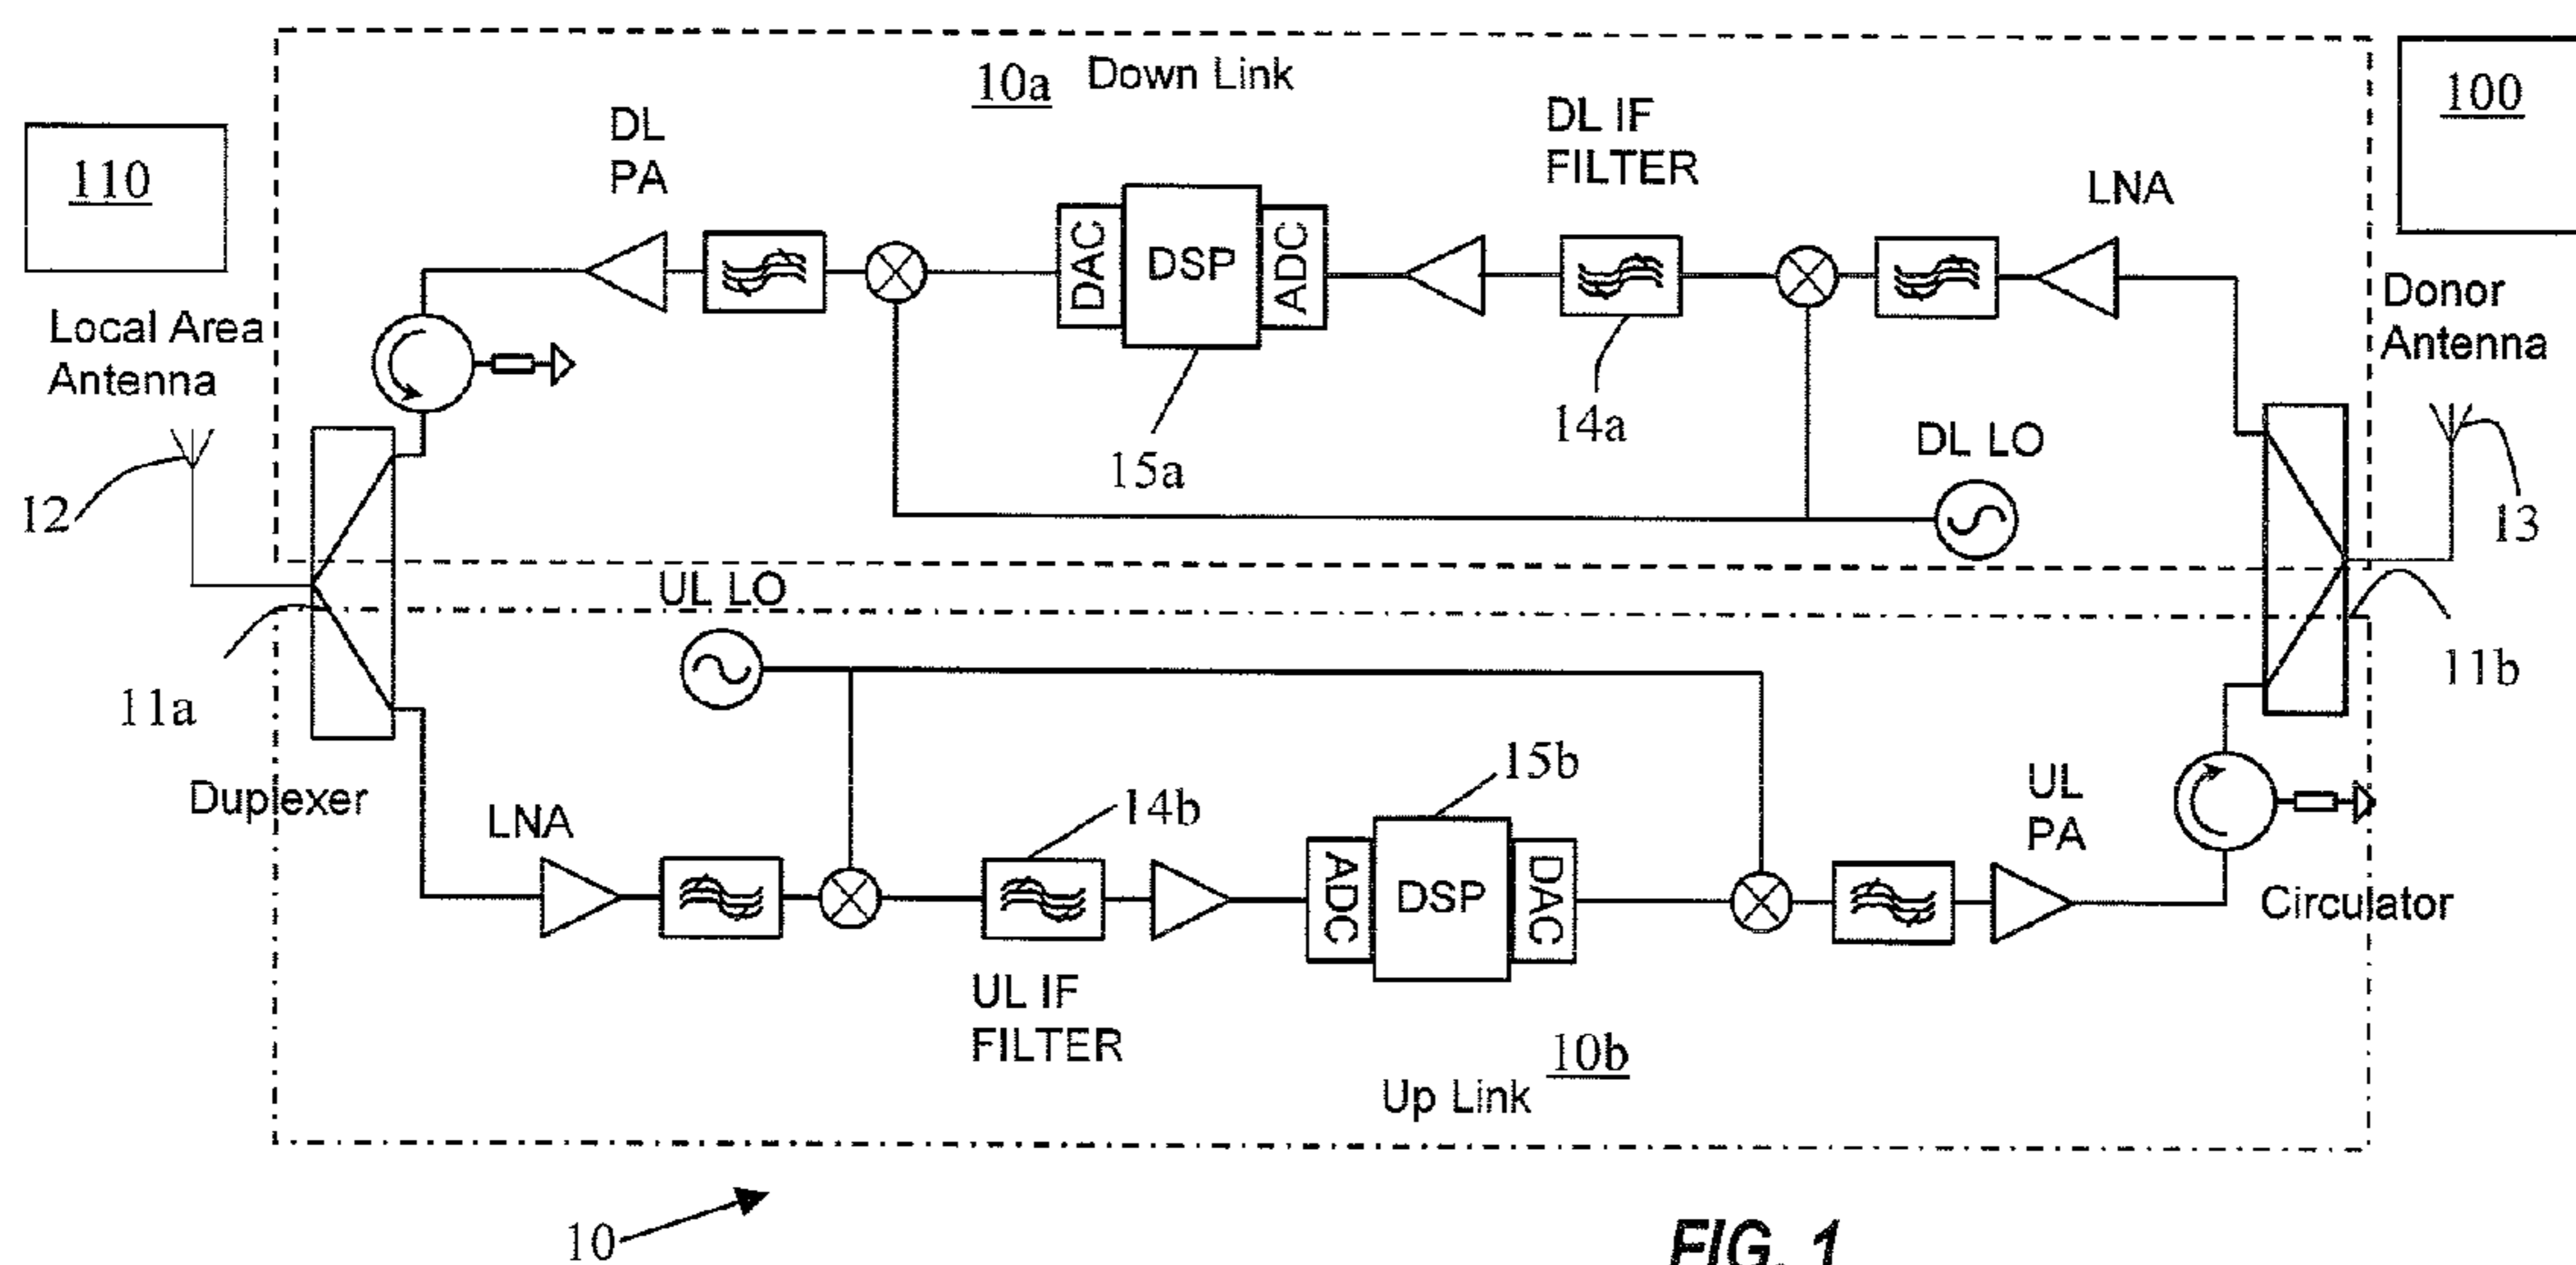 10a Down Link
100
110
DL
PA
DL IF
FILTER
LNA
DAC
DSP
ADC
Local Area
Antenna
Donor
Antenna
14a
15a
DL LO
12
13
UL LO
11a
11b
Duplexer
LNA
14b
15b
UL
PA
ADC
DSP
DAC
Circulator
UL IF
FILTER
10b
Up Link
10
FIG. 1